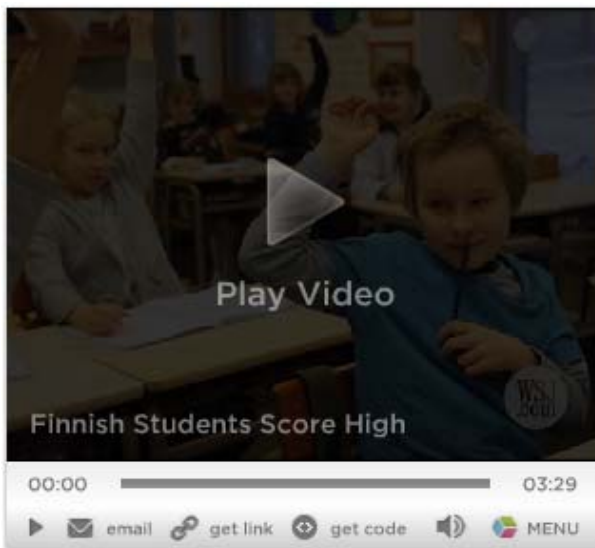 Play Video
WSJ
.com
Finnish Students Score High
00:00 03:29
email get link get code MENU